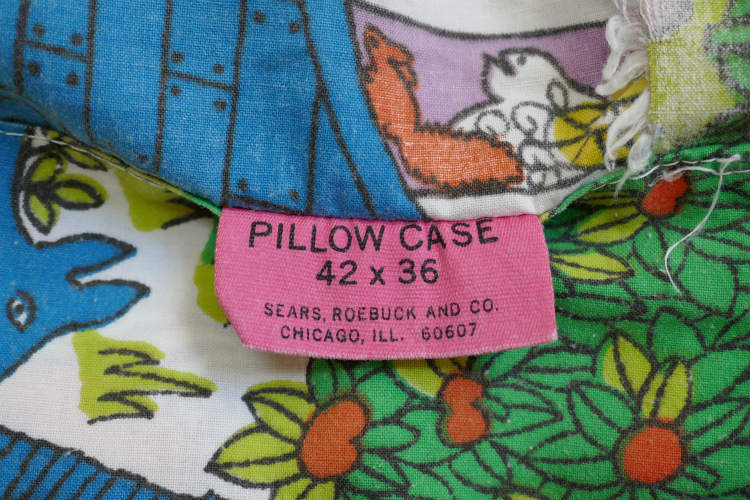 PILLOW CASE
42 x 36
SEARS, ROEBUCK AND CO.
CHICAGO, ILL. 60607